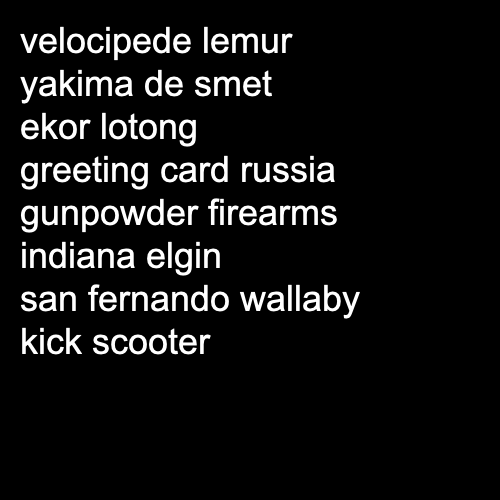 velocipede lemur
yakima de smet
ekor lotong
greeting card russia
gunpowder firearms
indiana elgin
san fernando wallaby
kick scooter